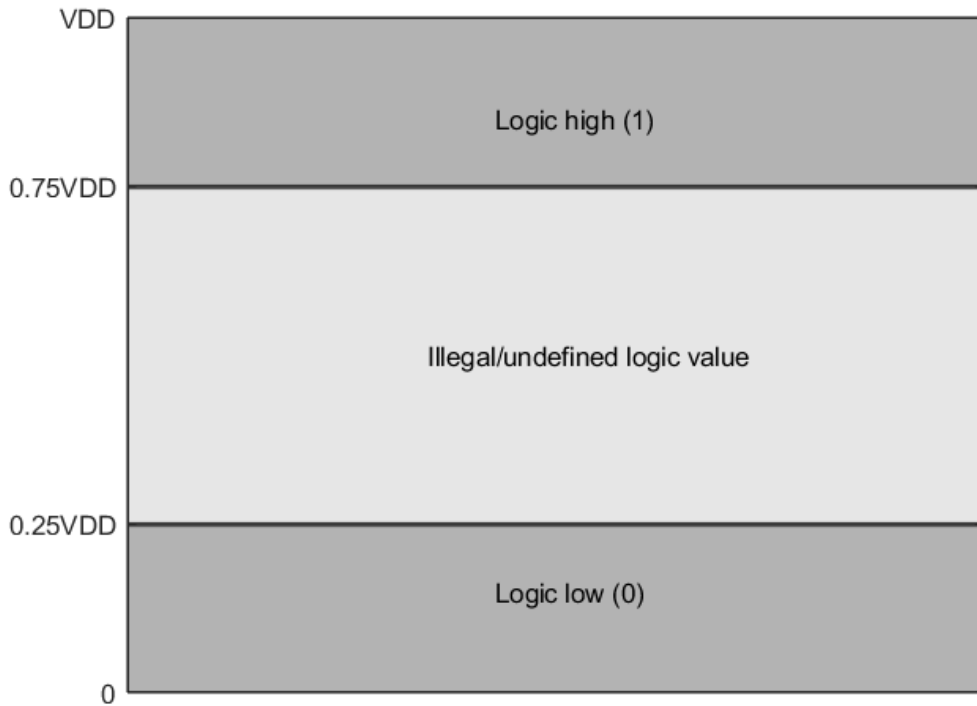 VDD
Logic high (1)
0.75VDD
Illegal/undefined logic value
0.25VDD
Logic low (0)
0